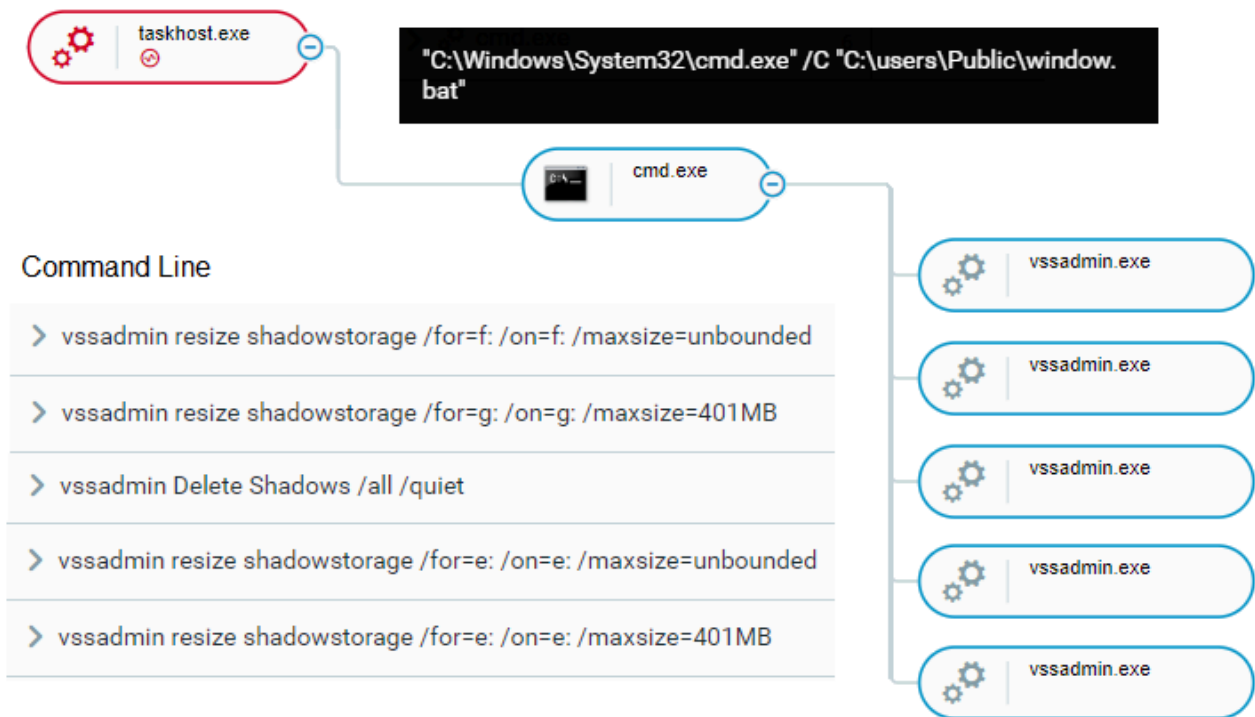 taskhost.exe
cmd.exe
"C:\Windows\System32\cmd.exe" /C "C:\users\Public\window.
bat"
C:\_
cmd.exe
Command Line
vssadmin resize shadowstorage /for=f: /on=f: /maxsize=unbounded
vssadmin resize shadowstorage /for=g: /on=g: /maxsize=401MB
vssadmin Delete Shadows /all /quiet
vssadmin resize shadowstorage /for=e: /on=e: /maxsize=unbounded
vssadmin resize shadowstorage /for=e: /on=e: /maxsize=401MB
vssadmin.exe
vssadmin.exe
vssadmin.exe
vssadmin.exe
vssadmin.exe